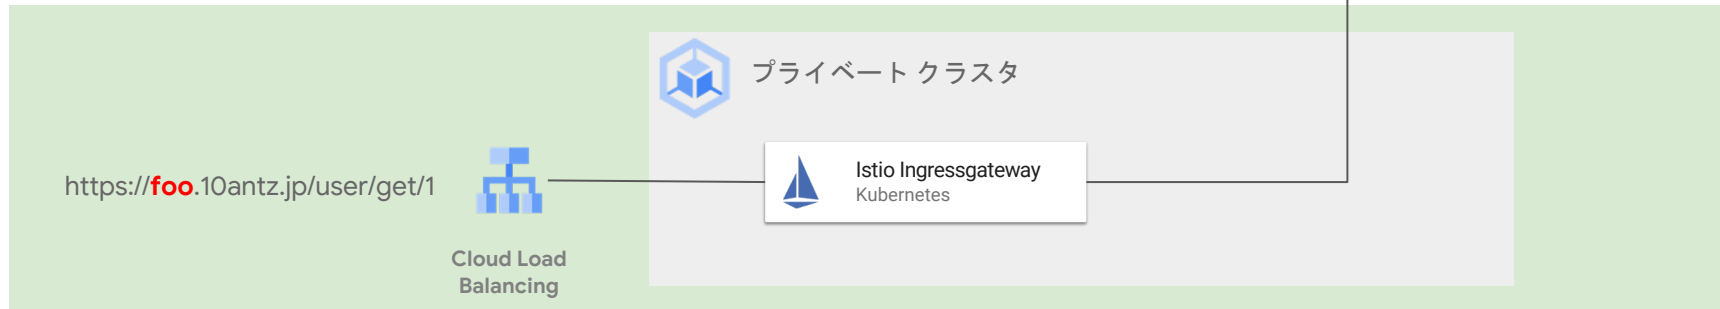 プライベート クラスタ
https://foo.10antz.jp/user/get/1
Istio Ingressgateway
Kubernetes
Cloud Load
Balancing